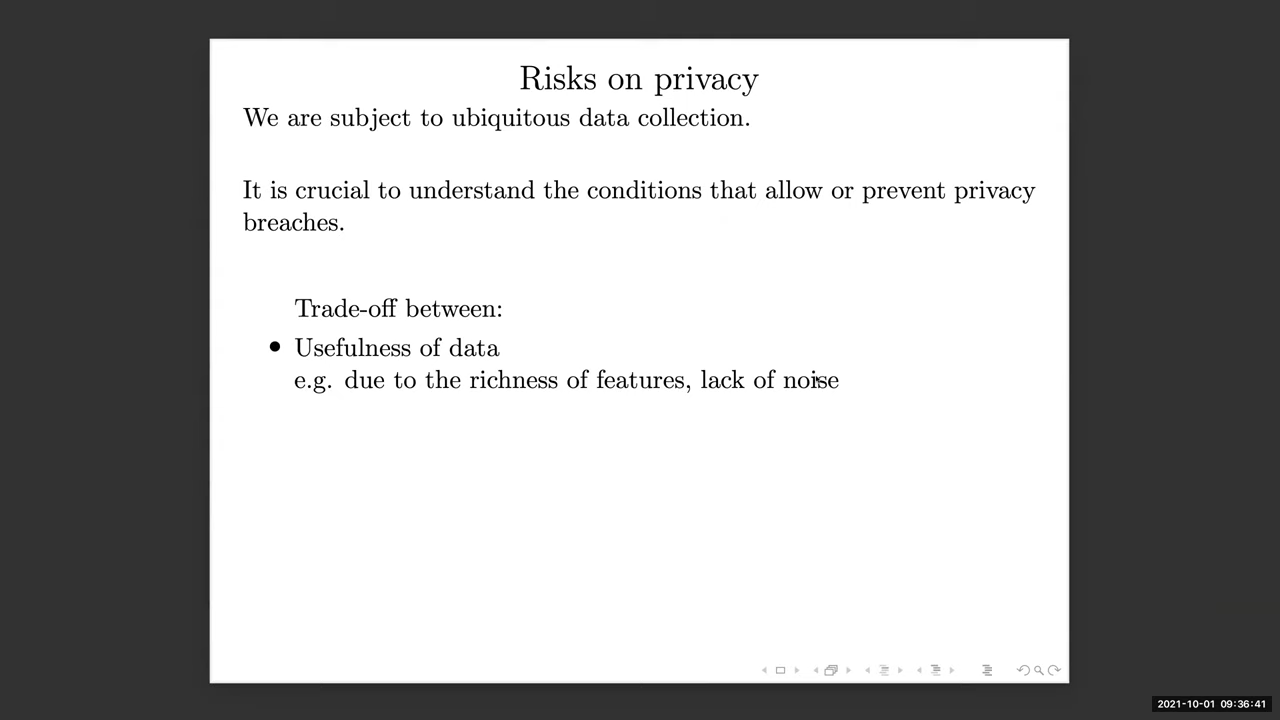 Risks on privacy
We are subject to ubiquitous data collection.
It is crucial to understand the conditions that allow or prevent privacy
breaches.
Trade-off between:
• Usefulness of data
e.g. due to the richness of features, lack of noise
2021-10-01 09:36:41